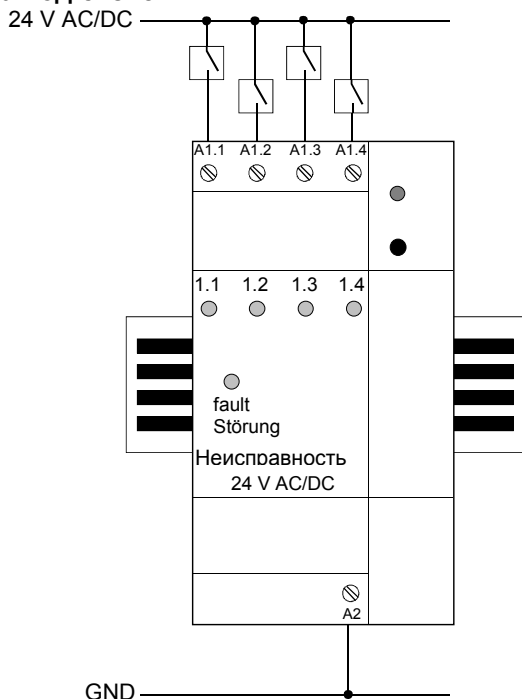 24 V AC/DC
A1.1 A1.2 A1.3 A1.4
1.1 1.2 1.3 1.4
fault
Störung
Неисправность
24 V AC/DC
A2
GND